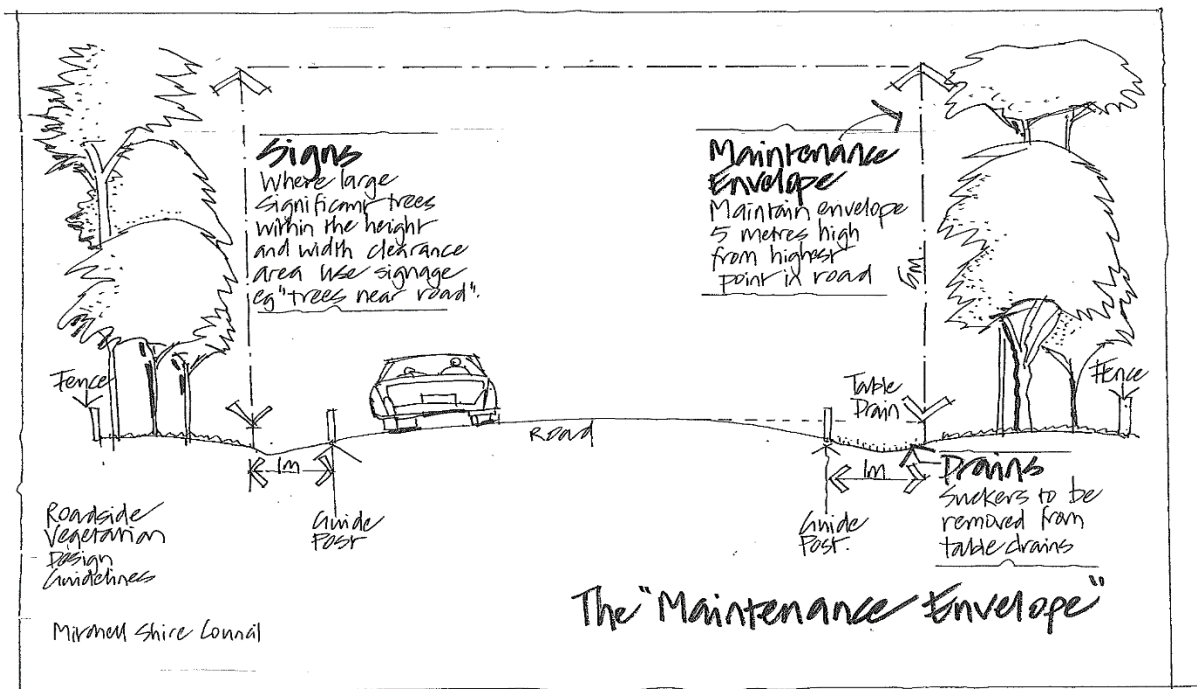 Signs
Where large
significant trees
within the height
and width clearance
area use signage
eg "trees near road".
Maintenance
Envelope
Maintain envelope
5 metres high
from highest
point in road
5m
Fence
Table
Drain
Fence
Road
1m
1m
Guide
Post
Guide
Post.
Drains
Suckers to be
removed from
table drains
Roadside
Vegetation
Design
Guidelines
Mitchell Shire Council
The "Maintenance Envelope"